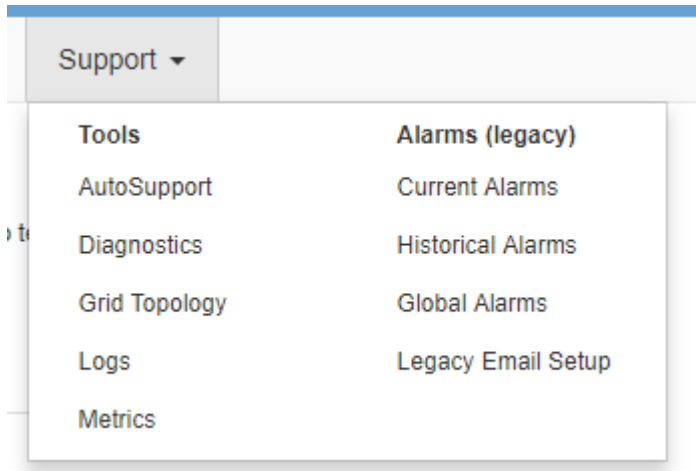 Support
Tools
AutoSupport
Diagnostics
Grid Topology
Logs
Metrics
Alarms (legacy)
Current Alarms
Historical Alarms
Global Alarms
Legacy Email Setup